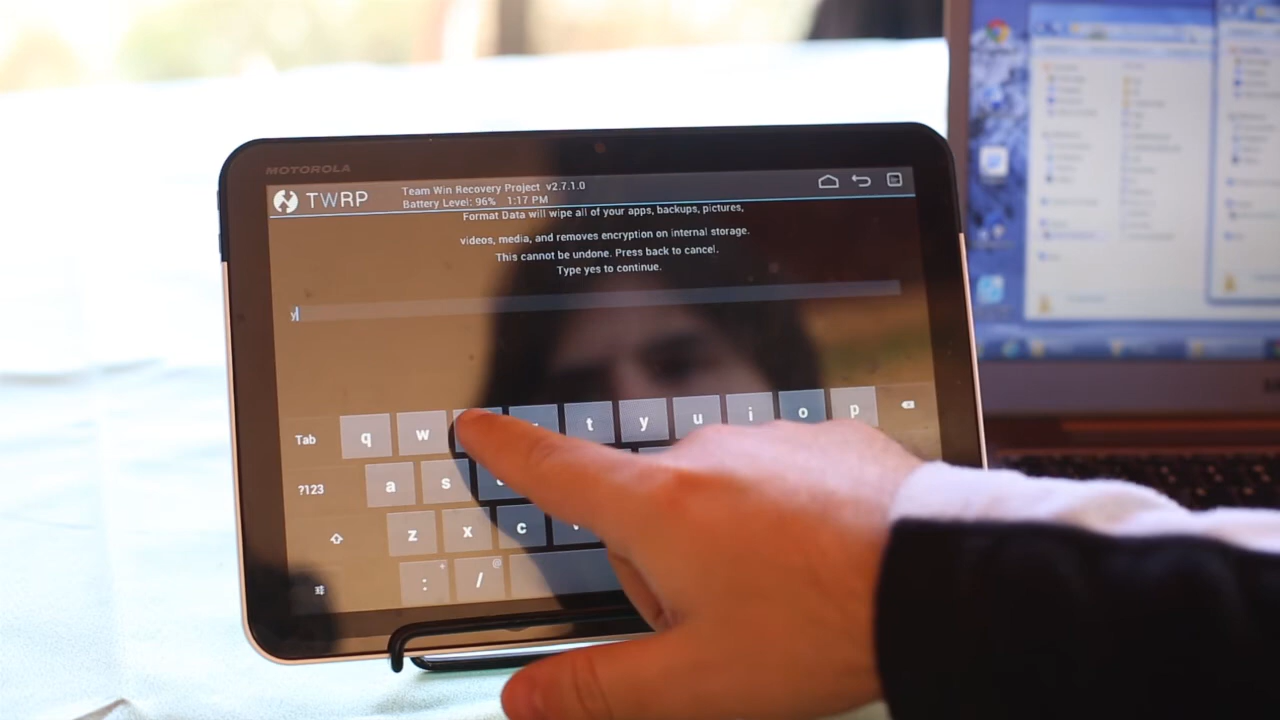 MOTOROLA
TWRP
Team Win Recovery Project v2.7.1.0
Battery Level: 96% 1:17 PM
Format Data will wipe all of your apps, backups, pictures,
videos, media, and removes encryption on internal storage.
This cannot be undone. Press back to cancel.
Type yes to continue.
y
Tab q w t y u i o p
?123 a s
z x c
: + / @